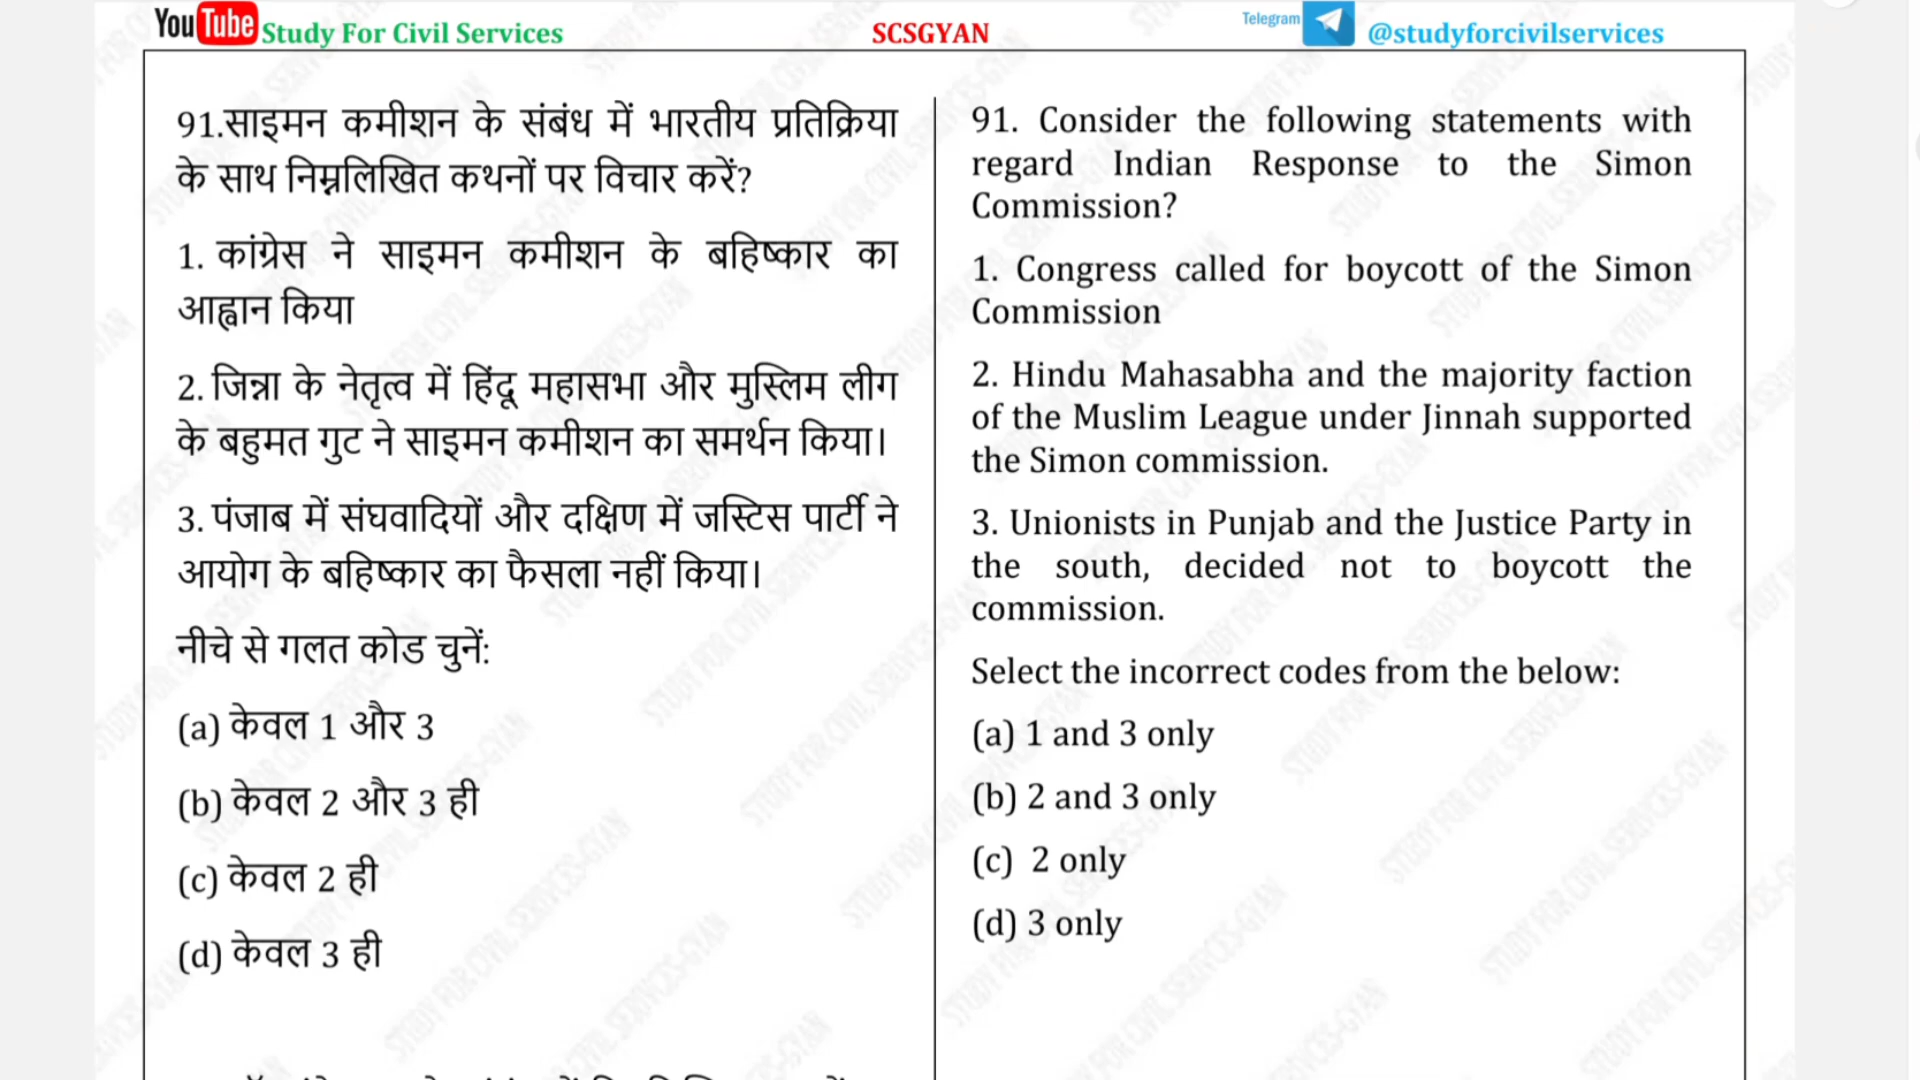 YouTube Study For Civil Services
SCSGYAN
Telegram
@studyforcivilservices
91.साइमन कमीशन के संबंध में भारतीय प्रतिक्रिया
के साथ निम्नलिखित कथनों पर विचार करें?
1. कांग्रेस ने साइमन कमीशन के बहिष्कार का
आह्वान किया
2. जिन्ना के नेतृत्व में हिंदू महासभा और मुस्लिम लीग
के बहुमत गुट ने साइमन कमीशन का समर्थन किया।
3. पंजाब में संघवादियों और दक्षिण में जस्टिस पार्टी ने
आयोग के बहिष्कार का फैसला नहीं किया।
नीचे से गलत कोड चुनें:
(a) केवल 1 और 3
(b) केवल 2 और 3 ही
(c) केवल 2 ही
(d) केवल 3 ही
91. Consider the following statements with
regard Indian Response to the Simon
Commission?
1. Congress called for boycott of the Simon
Commission
2. Hindu Mahasabha and the majority faction
of the Muslim League under Jinnah supported
the Simon commission.
3. Unionists in Punjab and the Justice Party in
the south, decided not to boycott the
commission.
Select the incorrect codes from the below:
(a) 1 and 3 only
(b) 2 and 3 only
(c) 2 only
(d) 3 only